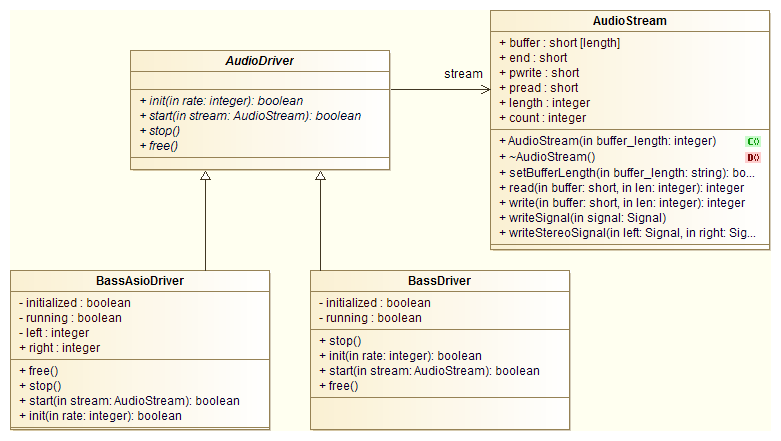 AudioDriver
+ init(in rate: integer): boolean
+ start(in stream: AudioStream): boolean
+ stop()
+ free()
stream
AudioStream
+ buffer : short [length]
+ end : short
+ pwrite : short
+ pread : short
+ length : integer
+ count : integer
+ AudioStream(in buffer_length: integer) C()
+ ~AudioStream() D()
+ setBufferLength(in buffer_length: string): bo...
+ read(in buffer: short, in len: integer): integer
+ write(in buffer: short, in len: integer): integer
+ writeSignal(in signal: Signal)
+ writeStereoSignal(in left: Signal, in right: Sig...
BassAsioDriver
- initialized : boolean
- running : boolean
- left : integer
+ right : integer
+ free()
+ stop()
+ start(in stream: AudioStream): boolean
+ init(in rate: integer): boolean
BassDriver
- initialized : boolean
- running : boolean
+ stop()
+ init(in rate: integer): boolean
+ start(in stream: AudioStream): boolean
+ free()